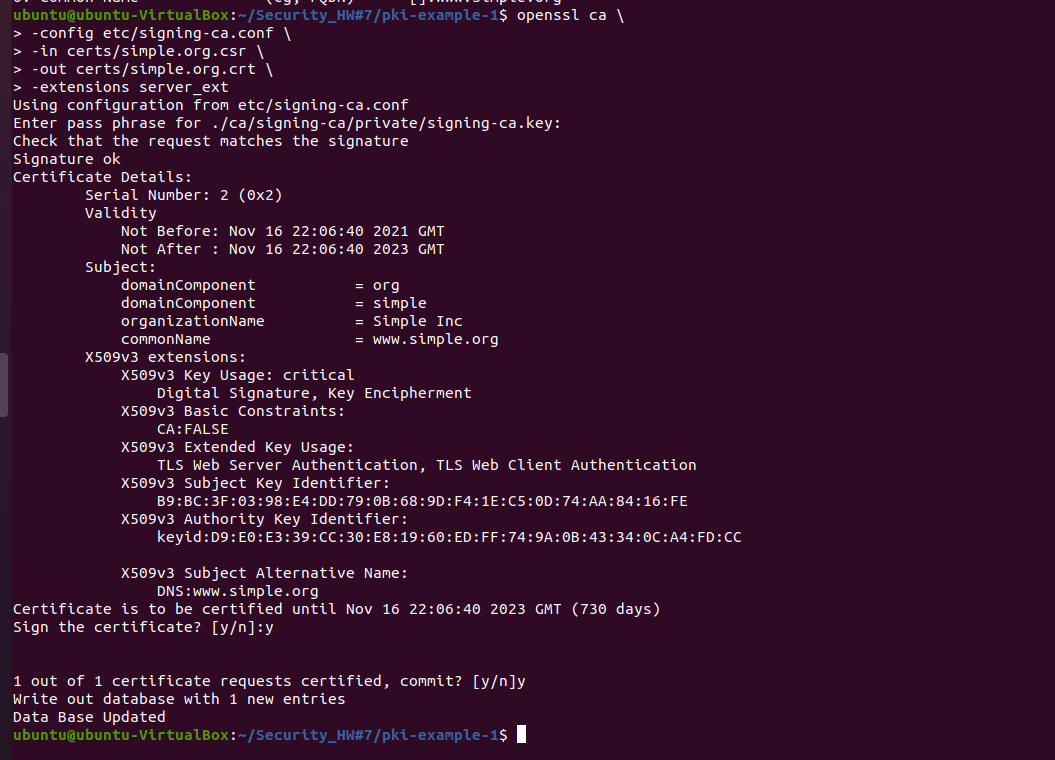 ubuntu@ubuntu-VirtualBox:~/Security_HW#7/pki-example-1$ openssl ca \
> -config etc/signing-ca.conf \
> -in certs/simple.org.csr \
> -out certs/simple.org.crt \
> -extensions server_ext
Using configuration from etc/signing-ca.conf
Enter pass phrase for ./ca/signing-ca/private/signing-ca.key:
Check that the request matches the signature
Signature ok
Certificate Details:
        Serial Number: 2 (0x2)
        Validity
            Not Before: Nov 16 22:06:40 2021 GMT
            Not After : Nov 16 22:06:40 2023 GMT
        Subject:
            domainComponent           = org
            domainComponent           = simple
            organizationName          = Simple Inc
            commonName                = www.simple.org
        X509v3 extensions:
            X509v3 Key Usage: critical
                Digital Signature, Key Encipherment
            X509v3 Basic Constraints:
                CA:FALSE
            X509v3 Extended Key Usage:
                TLS Web Server Authentication, TLS Web Client Authentication
            X509v3 Subject Key Identifier:
                B9:BC:3F:03:98:E4:DD:79:0B:68:9D:F4:1E:C5:0D:74:AA:84:16:FE
            X509v3 Authority Key Identifier:
                keyid:D9:E0:E3:39:CC:30:E8:19:60:ED:FF:74:9A:0B:43:34:0C:A4:FD:CC
            X509v3 Subject Alternative Name:
                DNS:www.simple.org
Certificate is to be certified until Nov 16 22:06:40 2023 GMT (730 days)
Sign the certificate? [y/n]:y
1 out of 1 certificate requests certified, commit? [y/n]y
Write out database with 1 new entries
Data Base Updated
ubuntu@ubuntu-VirtualBox:~/Security_HW#7/pki-example-1$